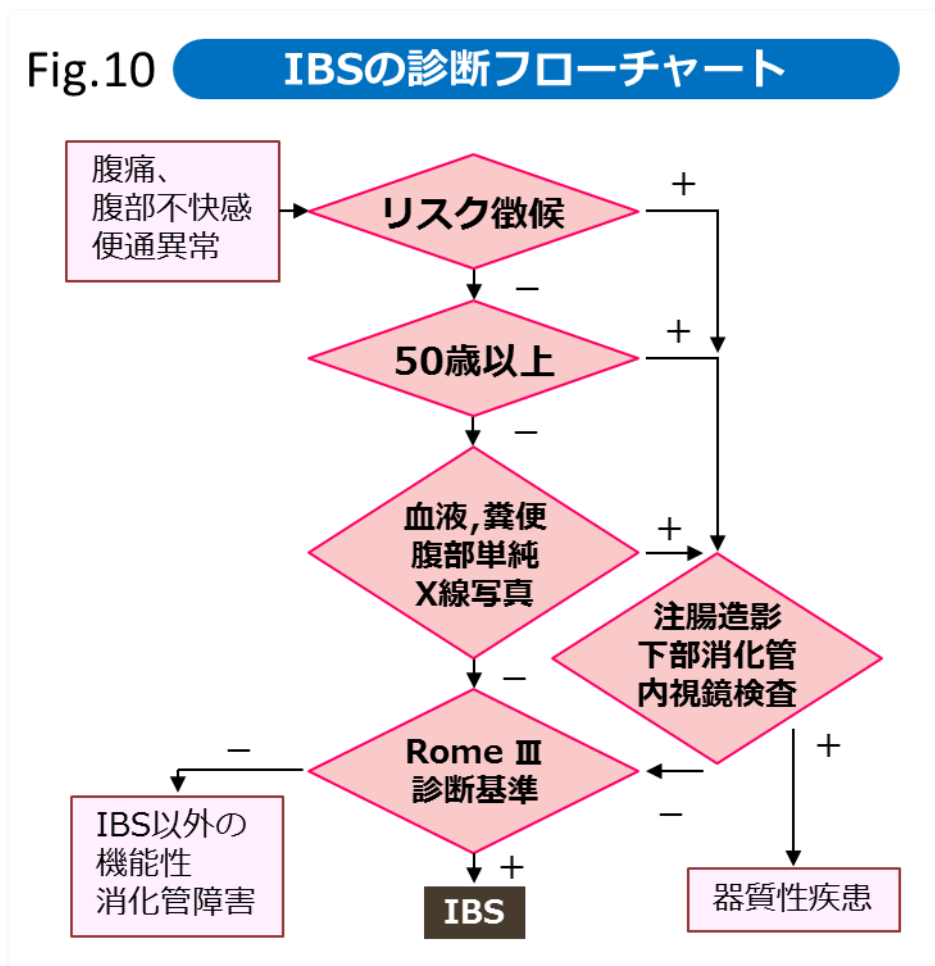 Fig.10
IBSの診断フローチャート
腹痛、
腹部不快感
便通異常
リスク徴候
+
−
50歳以上
+
−
血液,糞便
腹部単純
X線写真
+
−
注腸造影
下部消化管
内視鏡検査
+
−
Rome Ⅲ
診断基準
−
+
IBS以外の
機能性
消化管障害
IBS
器質性疾患